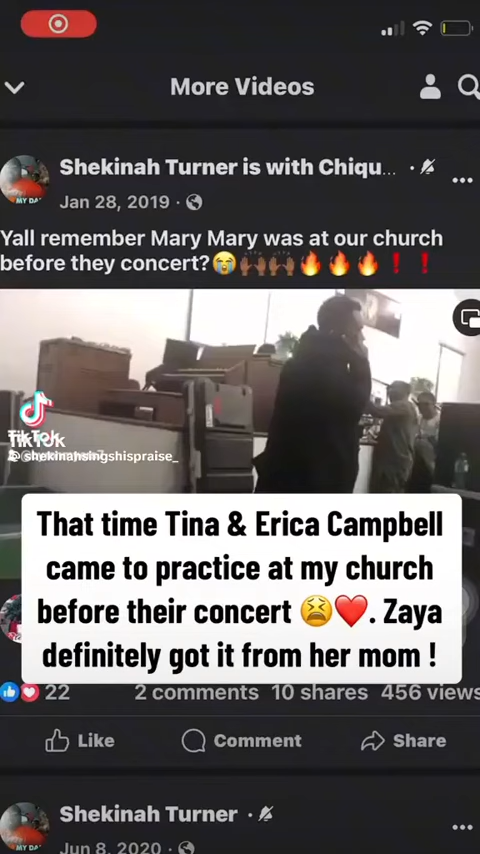 More Videos
Shekinah Turner is with Chiqu...
Jan 28, 2019
Yall remember Mary Mary was at our church
before they concert?😭🙌🏾🙌🏾🔥🔥🔥❗❗
TikTok
@shekinahsingshispraise_
That time Tina & Erica Campbell
came to practice at my church
before their concert 😫❤️. Zaya
definitely got it from her mom !
22 2 comments 10 shares 456 views
Like Comment Share
Shekinah Turner
Jun 8, 2020